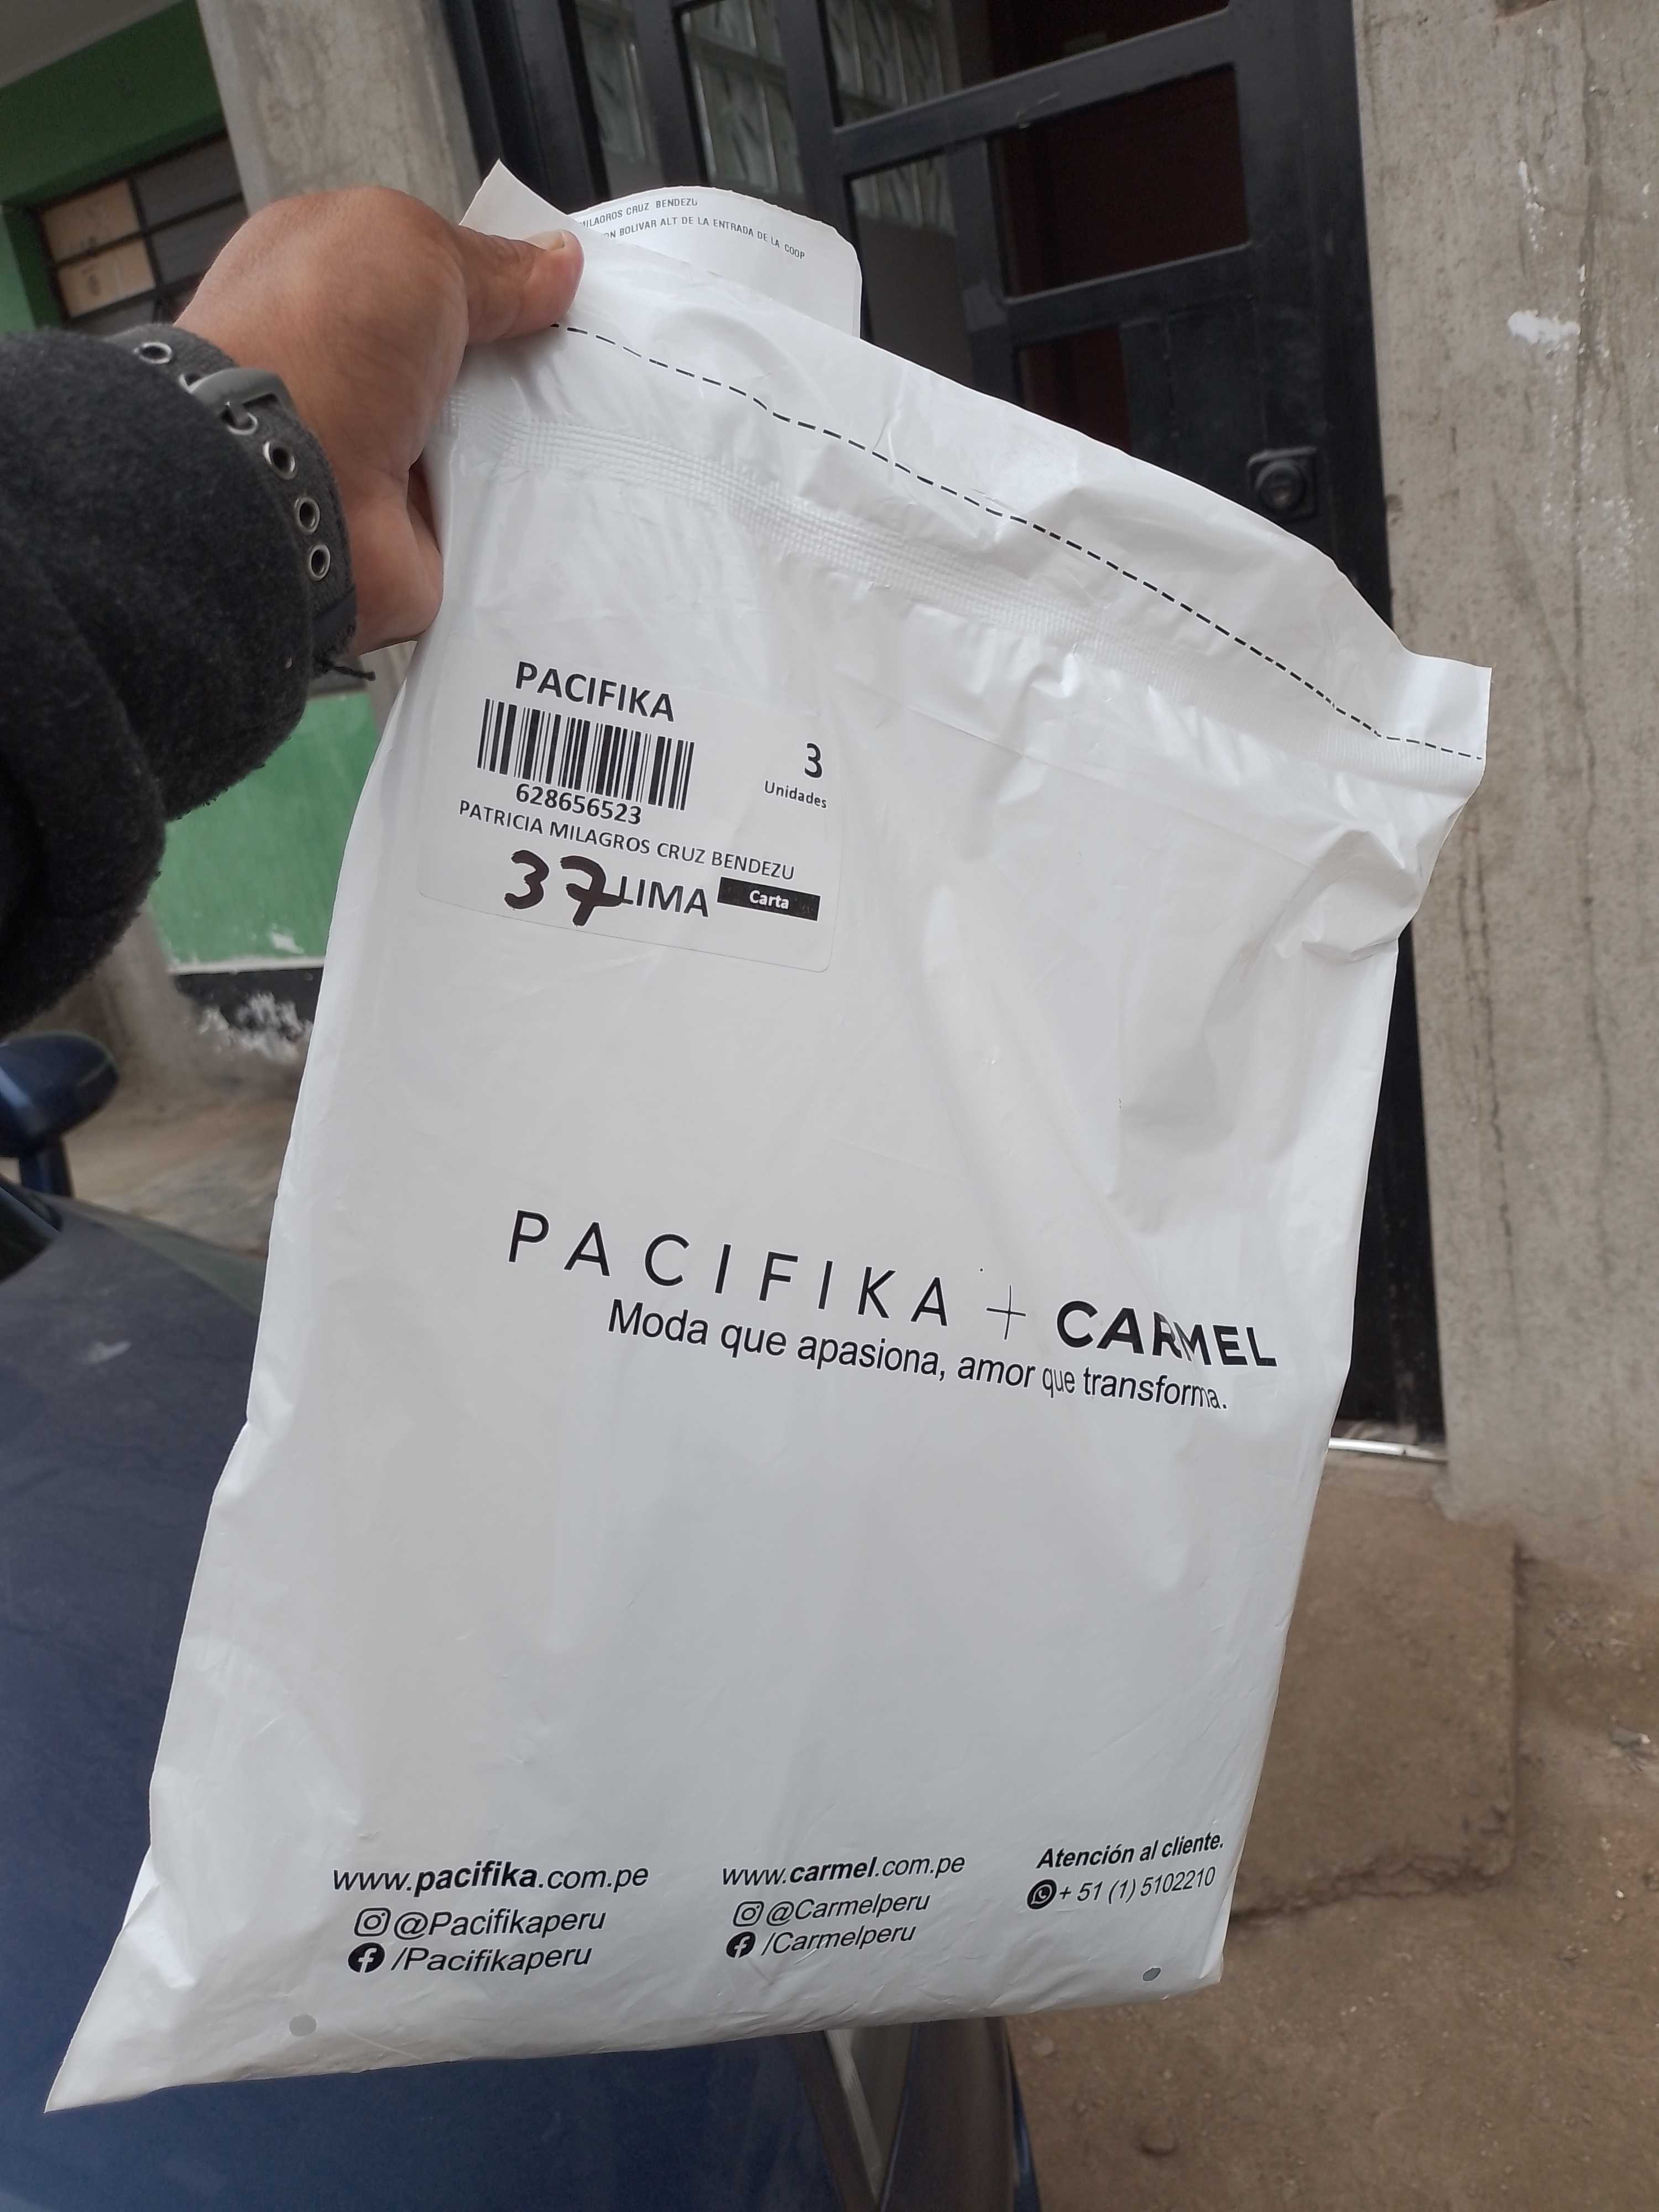 MILAGROS CRUZ BENDEZU
BOLIVAR ALT DE LA ENTRADA DE LA COOP
PACIFIKA
3
Unidades
628656523
PATRICIA MILAGROS CRUZ BENDEZU
37 LIMA Carta
PACIFIKA + CARMEL
Moda que apasiona, amor que transforma.
www.pacifika.com.pe
@Pacifikaperu
/Pacifikaperu
www.carmel.com.pe
@Carmelperu
/Carmelperu
Atención al cliente.
+ 51 (1) 5102210